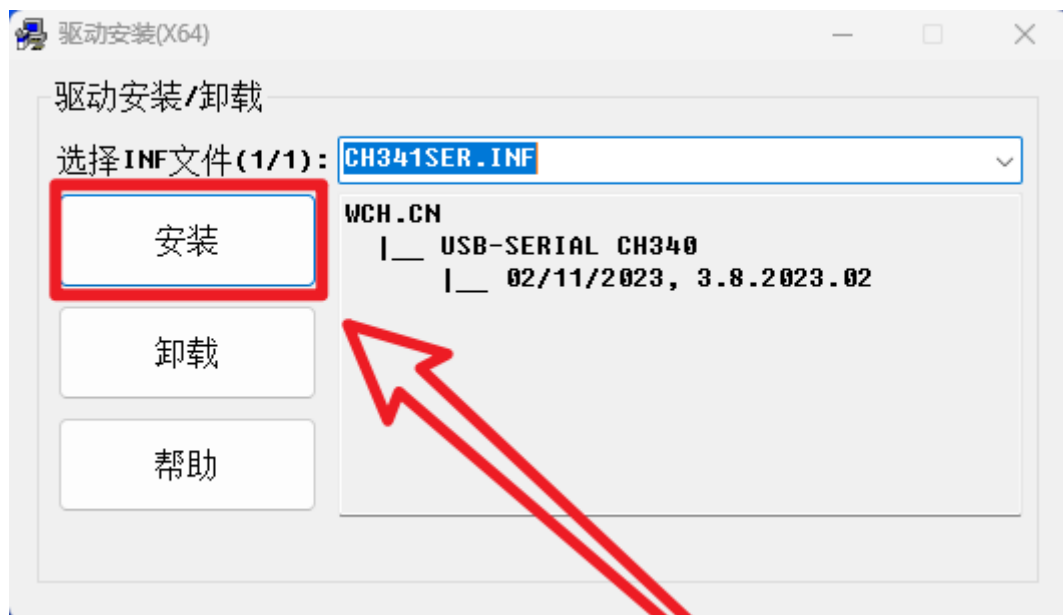 驱动安装(X64)
驱动安装/卸载
选择INF文件(1/1): CH341SER.INF
安装
WCH.CN
|__ USB-SERIAL CH340
|__ 02/11/2023, 3.8.2023.02
卸载
帮助